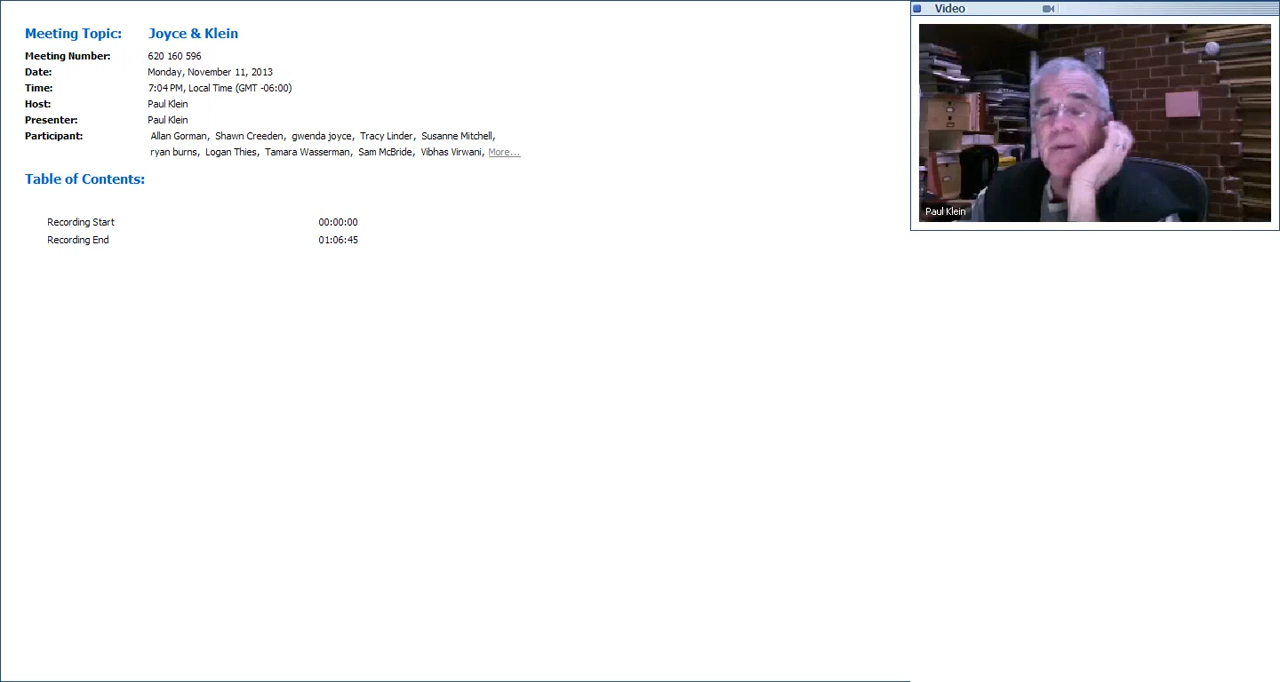 Meeting Topic: Joyce & Klein
Meeting Number: 620 160 596
Date: Monday, November 11, 2013
Time: 7:04 PM, Local Time (GMT -06:00)
Host: Paul Klein
Presenter: Paul Klein
Participant: Allan Gorman, Shawn Creeden, gwenda joyce, Tracy Linder, Susanne Mitchell,
ryan burns, Logan Thies, Tamara Wasserman, Sam McBride, Vibhas Virwani, More...
Table of Contents:
Recording Start 00:00:00
Recording End 01:06:45
Video
Paul Klein